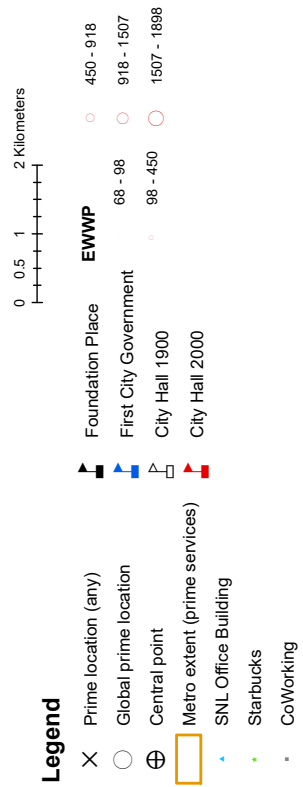 0 0.5 1 2 Kilometers
Legend
Prime location (any)
Global prime location
Central point
Metro extent (prime services)
SNL Office Building
Starbucks
CoWorking
Foundation Place
First City Government
City Hall 1900
City Hall 2000
EWWP
68 - 98
98 - 450
450 - 918
918 - 1507
1507 - 1898